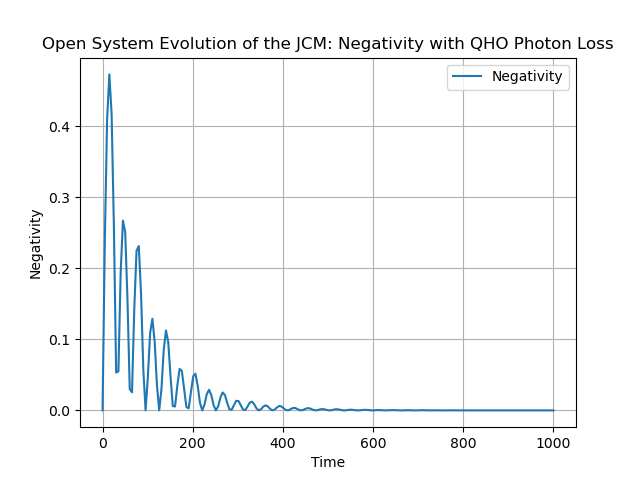 Open System Evolution of the JCM: Negativity with QHO Photon Loss
Negativity
Negativity
0.4
0.3
0.2
0.1
0.0
0
200
400
600
800
1000
Time